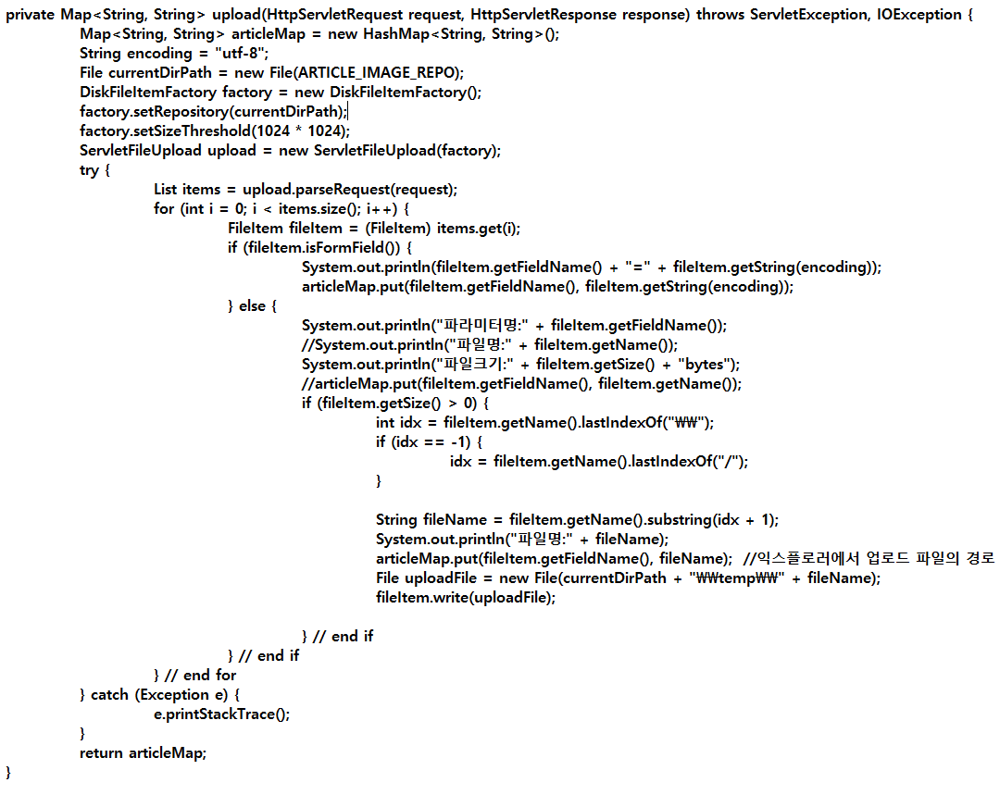 private Map<String, String> upload(HttpServletRequest request, HttpServletResponse response) throws ServletException, IOException {
        Map<String, String> articleMap = new HashMap<String, String>();
        String encoding = "utf-8";
        File currentDirPath = new File(ARTICLE_IMAGE_REPO);
        DiskFileItemFactory factory = new DiskFileItemFactory();
        factory.setRepository(currentDirPath);
        factory.setSizeThreshold(1024 * 1024);
        ServletFileUpload upload = new ServletFileUpload(factory);
        try {
                List items = upload.parseRequest(request);
                for (int i = 0; i < items.size(); i++) {
                        FileItem fileItem = (FileItem) items.get(i);
                        if (fileItem.isFormField()) {
                                System.out.println(fileItem.getFieldName() + "=" + fileItem.getString(encoding));
                                articleMap.put(fileItem.getFieldName(), fileItem.getString(encoding));
                        } else {
                                System.out.println("파라미터명:" + fileItem.getFieldName());
                                //System.out.println("파일명:" + fileItem.getName());
                                System.out.println("파일크기:" + fileItem.getSize() + "bytes");
                                //articleMap.put(fileItem.getFieldName(), fileItem.getName());
                                if (fileItem.getSize() > 0) {
                                        int idx = fileItem.getName().lastIndexOf("₩₩");
                                        if (idx == -1) {
                                                idx = fileItem.getName().lastIndexOf("/");
                                        }
                                        String fileName = fileItem.getName().substring(idx + 1);
                                        System.out.println("파일명:" + fileName);
                                        articleMap.put(fileItem.getFieldName(), fileName);  //익스플로러에서 업로드 파일의 경로
                                        File uploadFile = new File(currentDirPath + "₩₩temp₩₩" + fileName);
                                        fileItem.write(uploadFile);
                                } // end if
                        } // end if
                } // end for
        } catch (Exception e) {
                e.printStackTrace();
        }
        return articleMap;
}